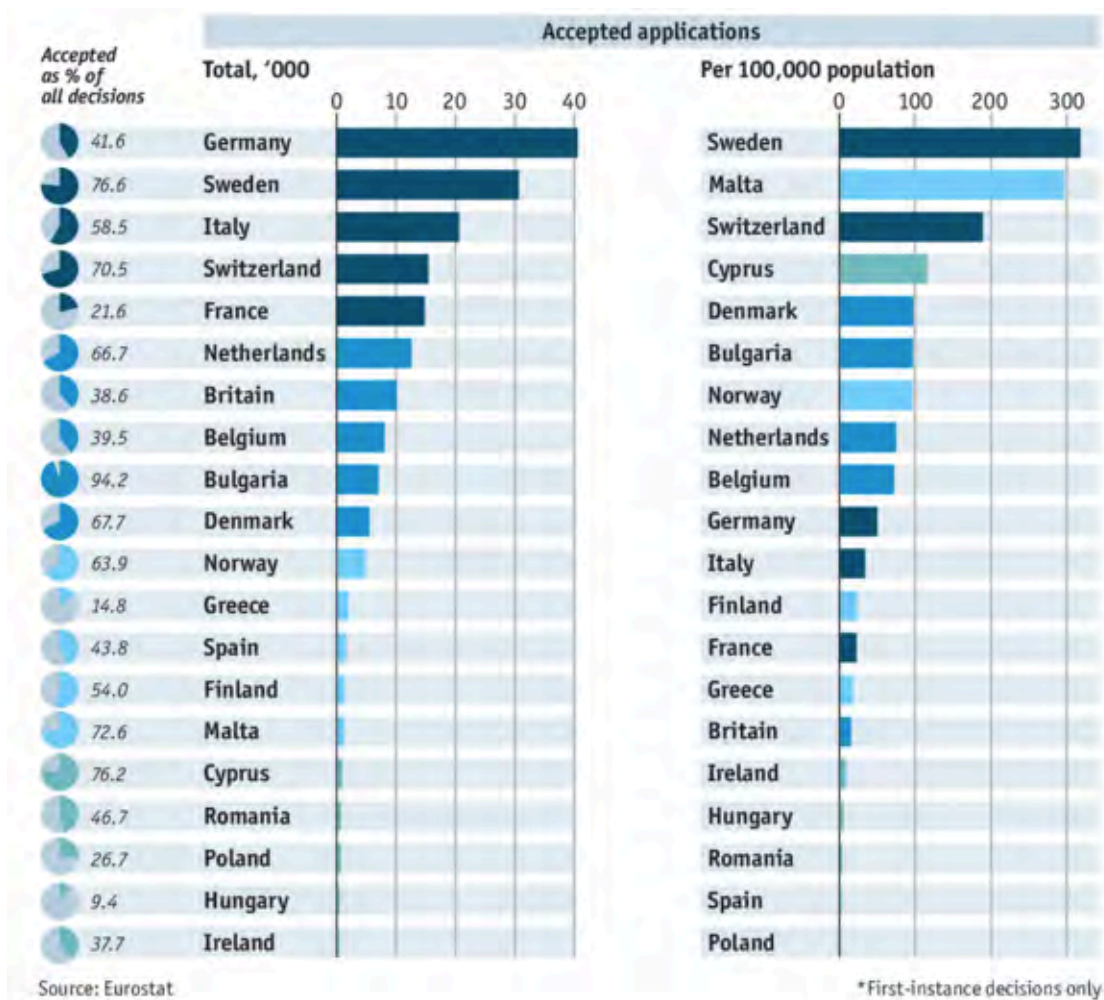 Accepted applications
Accepted
as % of
all decisions
Total, ’000
Per 100,000 population
0 10 20 30 40
0 100 200 300
41.6 Germany Sweden
76.6 Sweden Malta
58.5 Italy Switzerland
70.5 Switzerland Cyprus
21.6 France Denmark
66.7 Netherlands Bulgaria
38.6 Britain Norway
39.5 Belgium Netherlands
94.2 Bulgaria Belgium
67.7 Denmark Germany
63.9 Norway Italy
14.8 Greece Finland
43.8 Spain France
54.0 Finland Greece
72.6 Malta Britain
76.2 Cyprus Ireland
46.7 Romania Hungary
26.7 Poland Romania
9.4 Hungary Spain
37.7 Ireland Poland
Source: Eurostat *First-instance decisions only